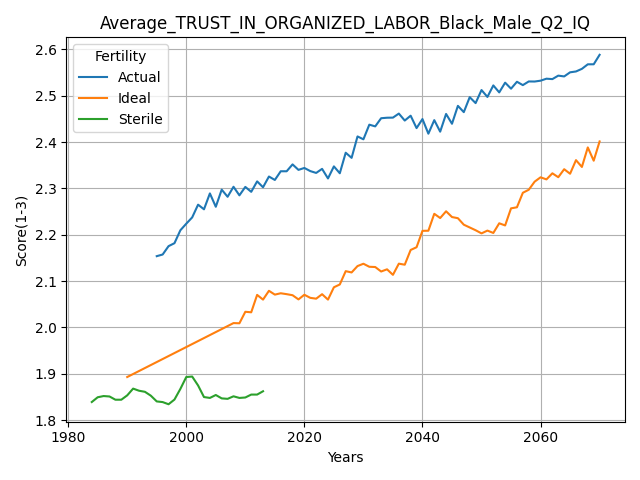 Average_TRUST_IN_ORGANIZED_LABOR_Black_Male_Q2_IQ
Fertility
Actual
Ideal
Sterile
Score(1-3)
2.6
2.5
2.4
2.3
2.2
2.1
2.0
1.9
1.8
1980
2000
2020
2040
2060
Years